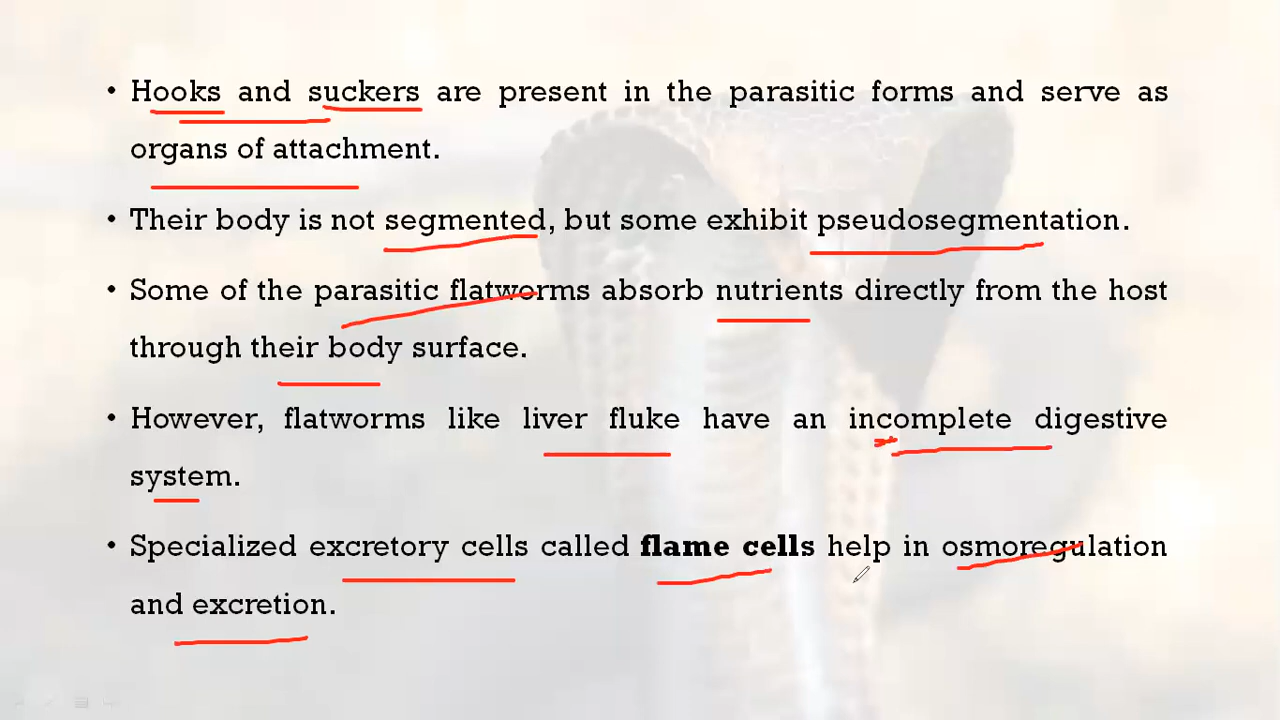 • Hooks and suckers are present in the parasitic forms and serve as
organs of attachment.
• Their body is not segmented, but some exhibit pseudosegmentation.
• Some of the parasitic flatworms absorb nutrients directly from the host
through their body surface.
• However, flatworms like liver fluke have an incomplete digestive
system.
• Specialized excretory cells called flame cells help in osmoregulation
and excretion.